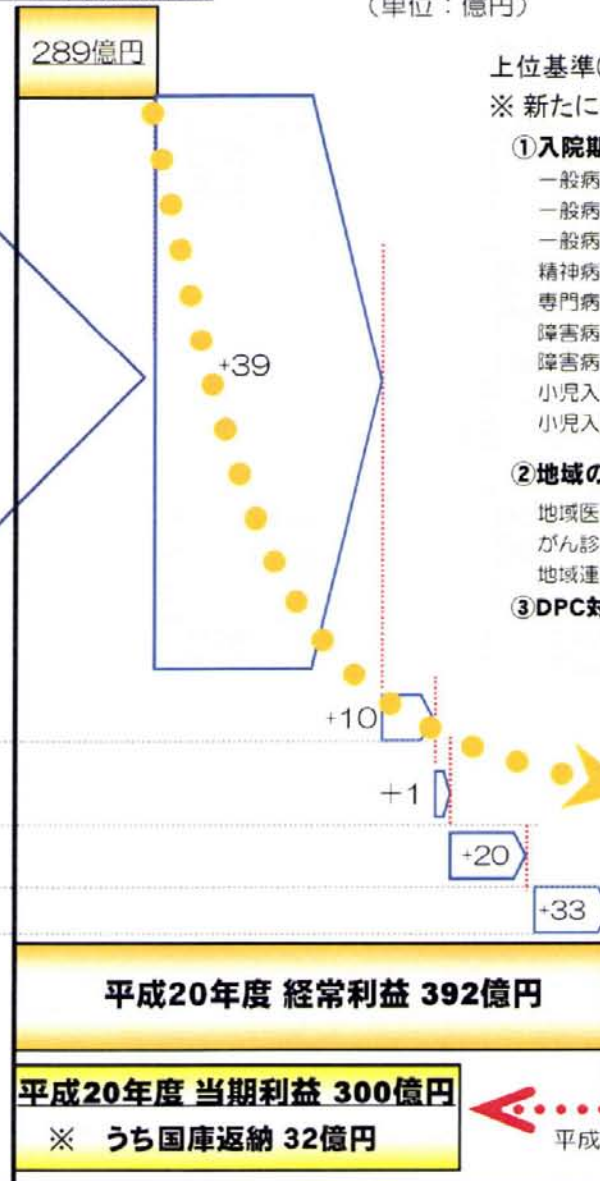 （単位：億円）
289億円
上位基準
※ 新たに
①入院期
一般病
一般病
一般病
精神病
専門病
障害病
障害病
小児入
小児入
+39
②地域の
地域医
がん診
地域連
③DPC対
+10
+1
+20
+33
平成20年度 経常利益 392億円
平成20年度 当期利益 300億円
※ うち国庫返納 32億円
平成